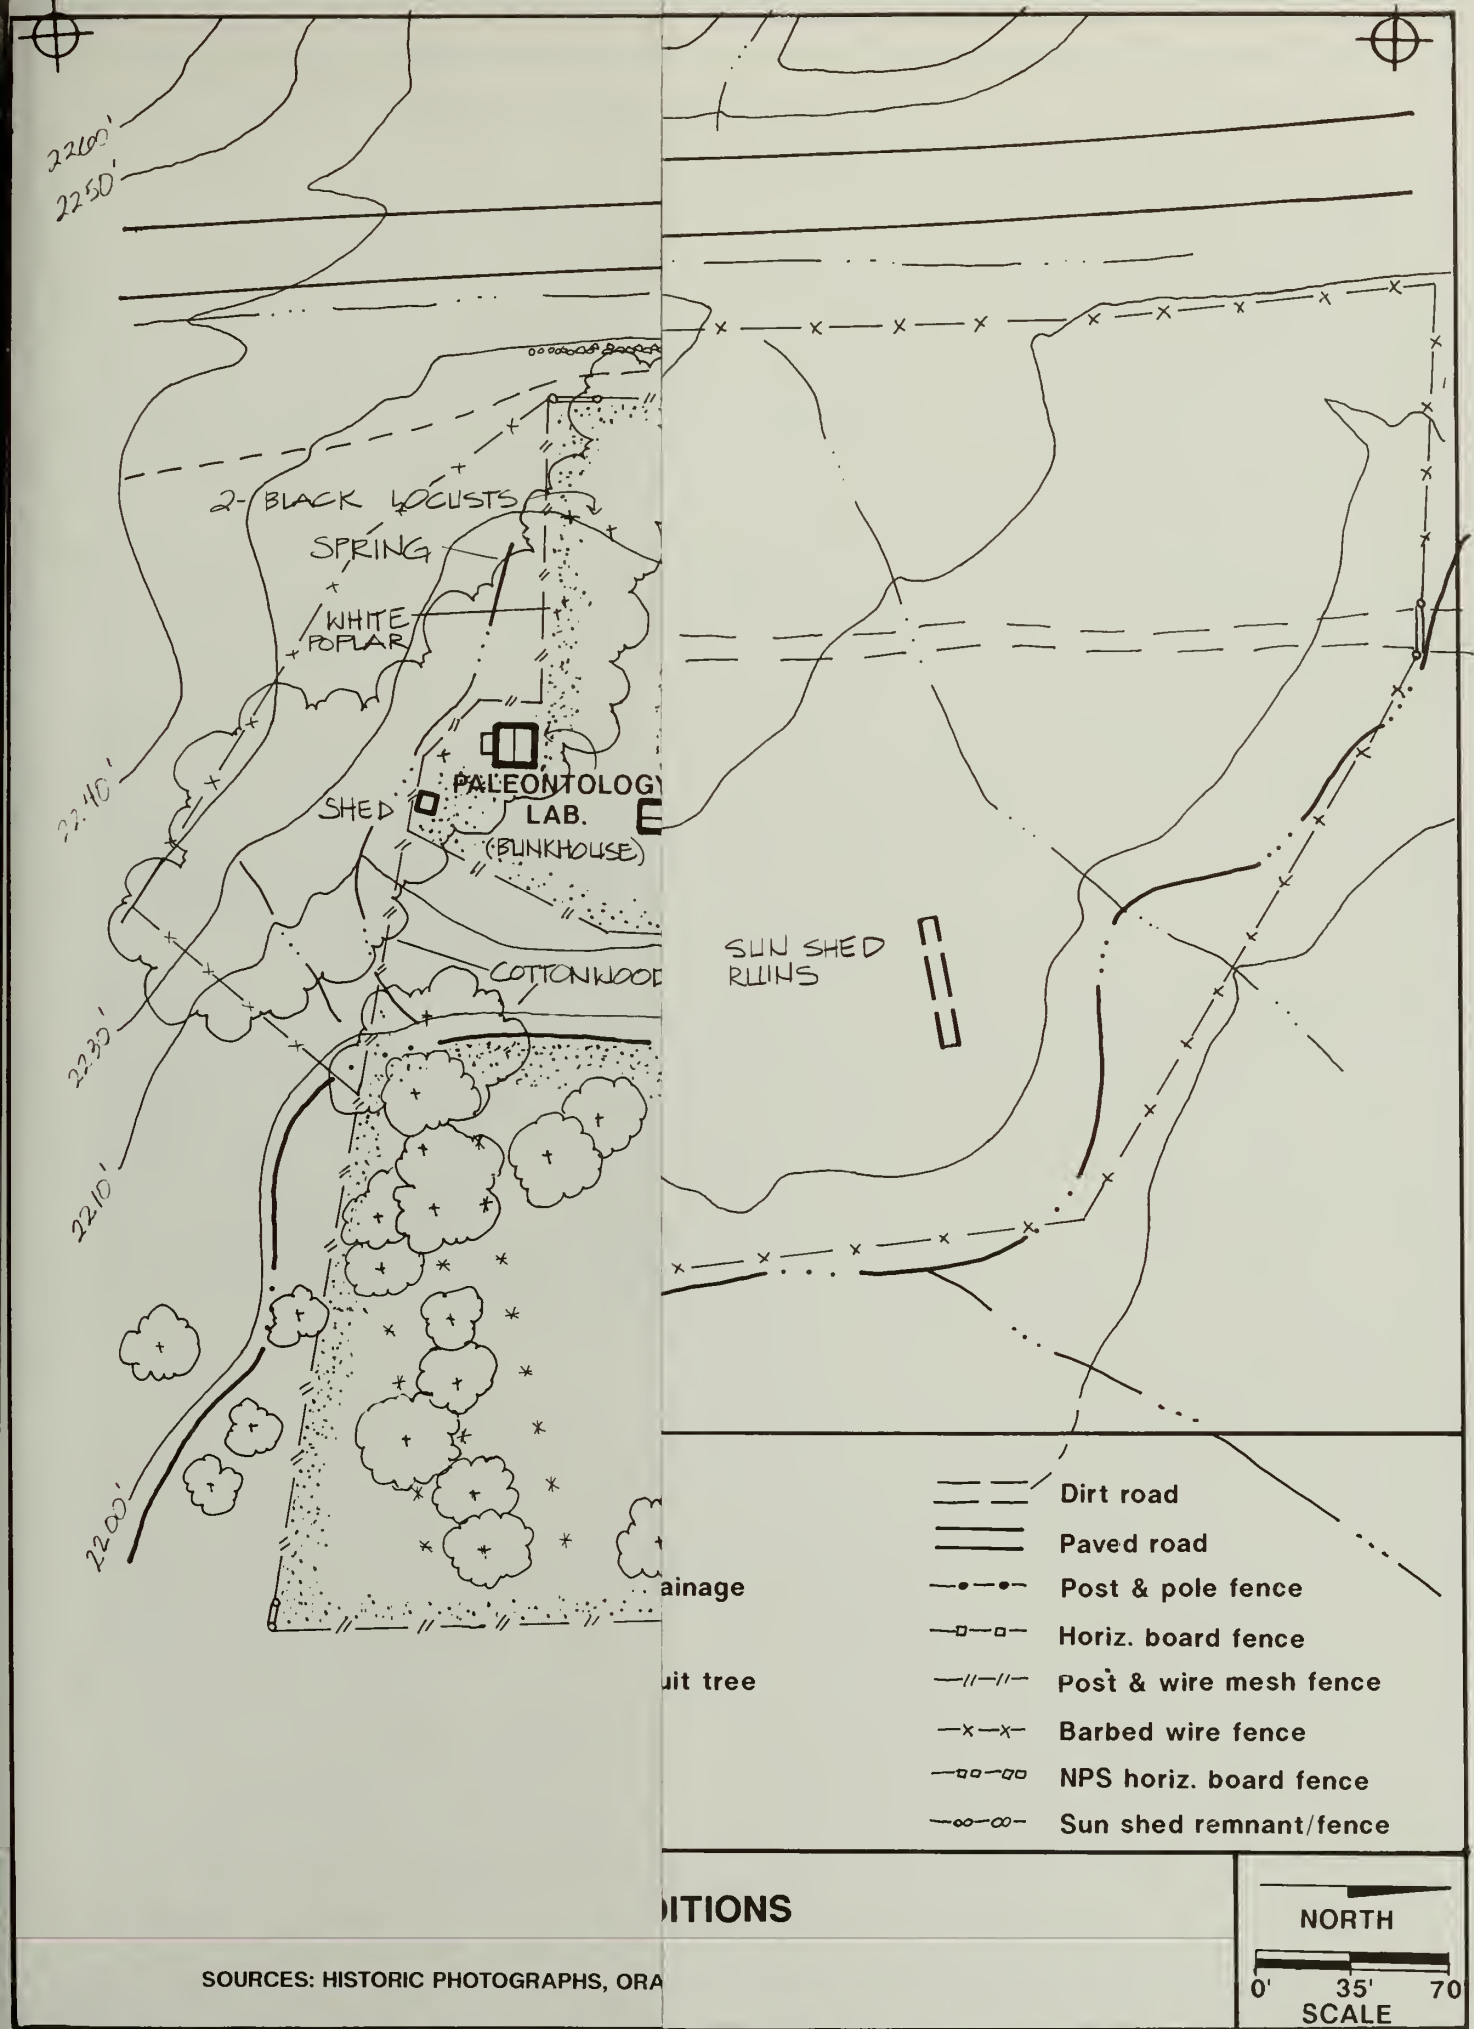 2260'
2250'
2-BLACK LOCUSTS
SPRING
WHITE
POPLAR
2240'
PALEONTOLOGY
LAB.
(BUNKHOUSE)
SHED
COTTONWOOD
SUN SHED
RUINS
2230'
2210'
2200'
ainage
uit tree
Dirt road
Paved road
Post & pole fence
Horiz. board fence
Post & wire mesh fence
Barbed wire fence
NPS horiz. board fence
Sun shed remnant/fence
DITIONS
SOURCES: HISTORIC PHOTOGRAPHS, ORA
NORTH
0' 35' 70
SCALE